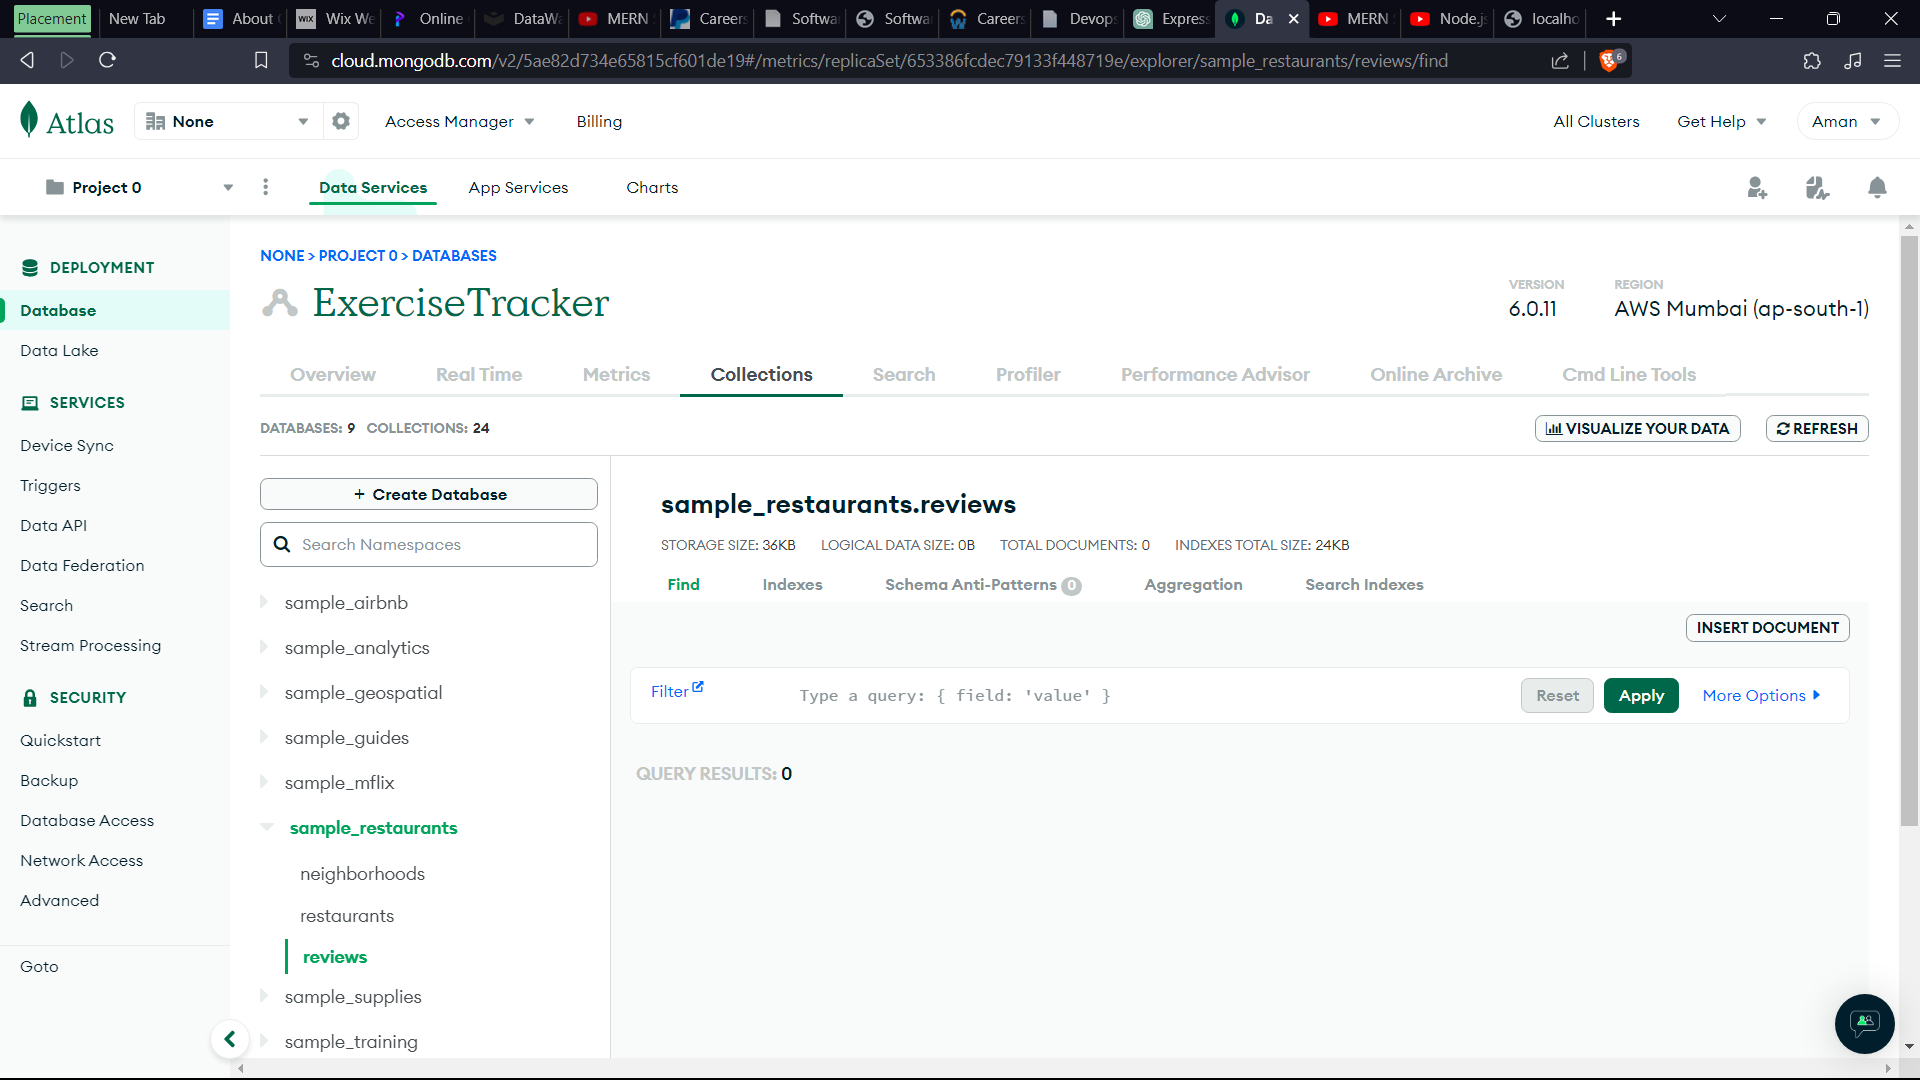 Placement
New Tab
About
Wix We
Online
DataWa
MERN
Careers
Softwar
Softwar
Careers
Devops
Express
Da
MERN
Node.js
localho
cloud.mongodb.com/v2/5ae82d734e65815cf601de19#/metrics/replicaSet/653386fcdec79133f448719e/explorer/sample_restaurants/reviews/find
6
Atlas
None
Access Manager
Billing
All Clusters
Get Help
Aman
Project 0
Data Services
App Services
Charts
DEPLOYMENT
Database
Data Lake
SERVICES
Device Sync
Triggers
Data API
Data Federation
Search
Stream Processing
SECURITY
Quickstart
Backup
Database Access
Network Access
Advanced
Goto
NONE > PROJECT 0 > DATABASES
ExerciseTracker
VERSION
6.0.11
REGION
AWS Mumbai (ap-south-1)
Overview
Real Time
Metrics
Collections
Search
Profiler
Performance Advisor
Online Archive
Cmd Line Tools
DATABASES: 9 COLLECTIONS: 24
VISUALIZE YOUR DATA
REFRESH
+ Create Database
Search Namespaces
sample_airbnb
sample_analytics
sample_geospatial
sample_guides
sample_mflix
sample_restaurants
neighborhoods
restaurants
reviews
sample_supplies
sample_training
sample_restaurants.reviews
STORAGE SIZE: 36KB LOGICAL DATA SIZE: 0B TOTAL DOCUMENTS: 0 INDEXES TOTAL SIZE: 24KB
Find
Indexes
Schema Anti-Patterns 0
Aggregation
Search Indexes
INSERT DOCUMENT
Filter
Type a query: { field: 'value' }
Reset
Apply
More Options
QUERY RESULTS: 0